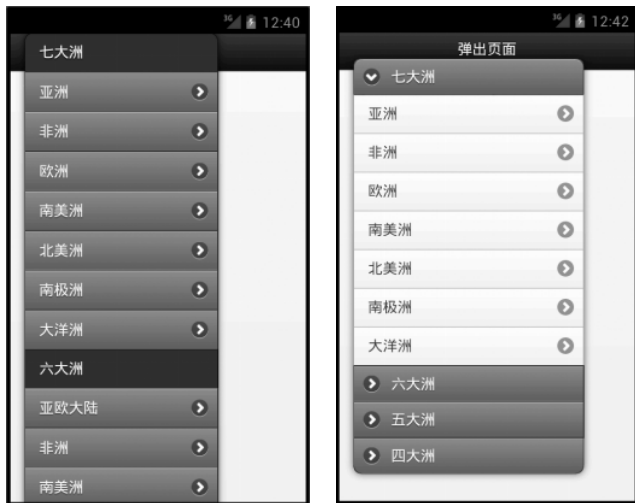 3G 12:40
七大洲
亚洲
非洲
欧洲
南美洲
北美洲
南极洲
大洋洲
六大洲
亚欧大陆
非洲
南美洲
3G 12:42
弹出页面
七大洲
亚洲
非洲
欧洲
南美洲
北美洲
南极洲
大洋洲
六大洲
五大洲
四大洲